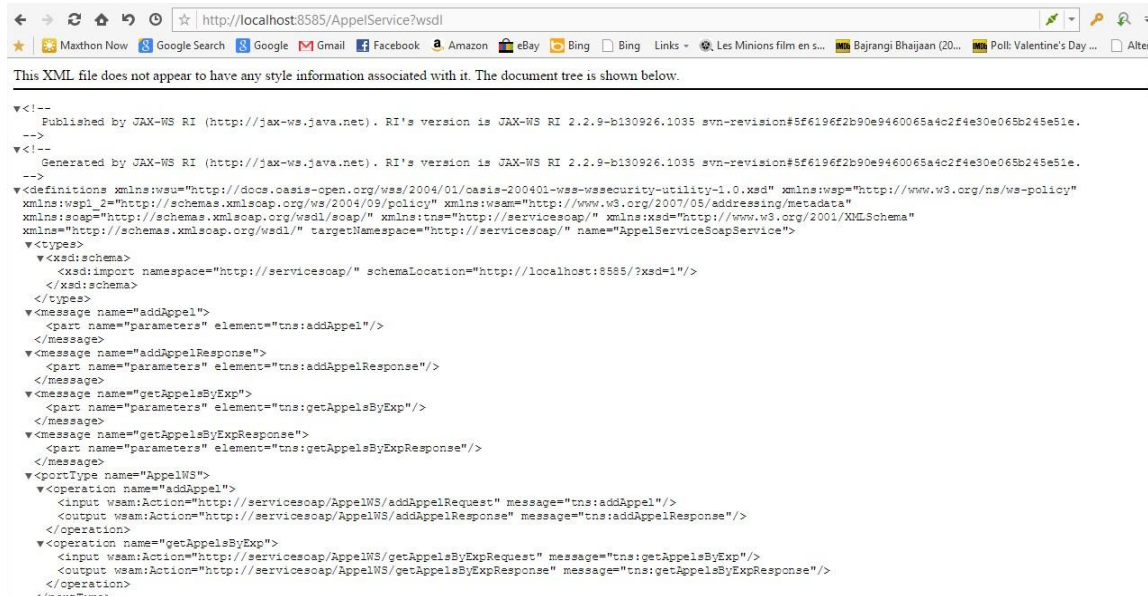 http://localhost:8585/AppelService?wsdl
Maxthon Now Google Search Google Gmail Facebook Amazon eBay Bing Bing Links Les Minions film en s... Bajrangi Bhaijaan (20... Poll: Valentine's Day ... Alte
This XML file does not appear to have any style information associated with it. The document tree is shown below.
▼<!--
Published by JAX-WS RI (http://jax-ws.java.net). RI's version is JAX-WS RI 2.2.9-b130926.1035 svn-revision#5f6196f2b90e9460065a4c2f4e30e065b245e51e.
-->
▼<!--
Generated by JAX-WS RI (http://jax-ws.java.net). RI's version is JAX-WS RI 2.2.9-b130926.1035 svn-revision#5f6196f2b90e9460065a4c2f4e30e065b245e51e.
-->
▼<definitions xmlns:wsu="http://docs.oasis-open.org/wss/2004/01/oasis-200401-wss-wssecurity-utility-1.0.xsd" xmlns:wsp="http://www.w3.org/ns/ws-policy"
xmlns:wsp1_2="http://schemas.xmlsoap.org/ws/2004/09/policy" xmlns:wsam="http://www.w3.org/2007/05/addressing/metadata"
xmlns:soap="http://schemas.xmlsoap.org/wsdl/soap/" xmlns:tns="http://servicesoap/" xmlns:xsd="http://www.w3.org/2001/XMLSchema"
xmlns="http://schemas.xmlsoap.org/wsdl/" targetNamespace="http://servicesoap/" name="AppelServiceSoapService">
▼<types>
▼<xsd:schema>
<xsd:import namespace="http://servicesoap/" schemaLocation="http://localhost:8585/?xsd=1"/>
</xsd:schema>
</types>
▼<message name="addAppel">
<part name="parameters" element="tns:addAppel"/>
</message>
▼<message name="addAppelResponse">
<part name="parameters" element="tns:addAppelResponse"/>
</message>
▼<message name="getAppelsByExp">
<part name="parameters" element="tns:getAppelsByExp"/>
</message>
▼<message name="getAppelsByExpResponse">
<part name="parameters" element="tns:getAppelsByExpResponse"/>
</message>
▼<portType name="AppelWS">
▼<operation name="addAppel">
<input wsam:Action="http://servicesoap/AppelWS/addAppelRequest" message="tns:addAppel"/>
<output wsam:Action="http://servicesoap/AppelWS/addAppelResponse" message="tns:addAppelResponse"/>
</operation>
▼<operation name="getAppelsByExp">
<input wsam:Action="http://servicesoap/AppelWS/getAppelsByExpRequest" message="tns:getAppelsByExp"/>
<output wsam:Action="http://servicesoap/AppelWS/getAppelsByExpResponse" message="tns:getAppelsByExpResponse"/>
</operation>